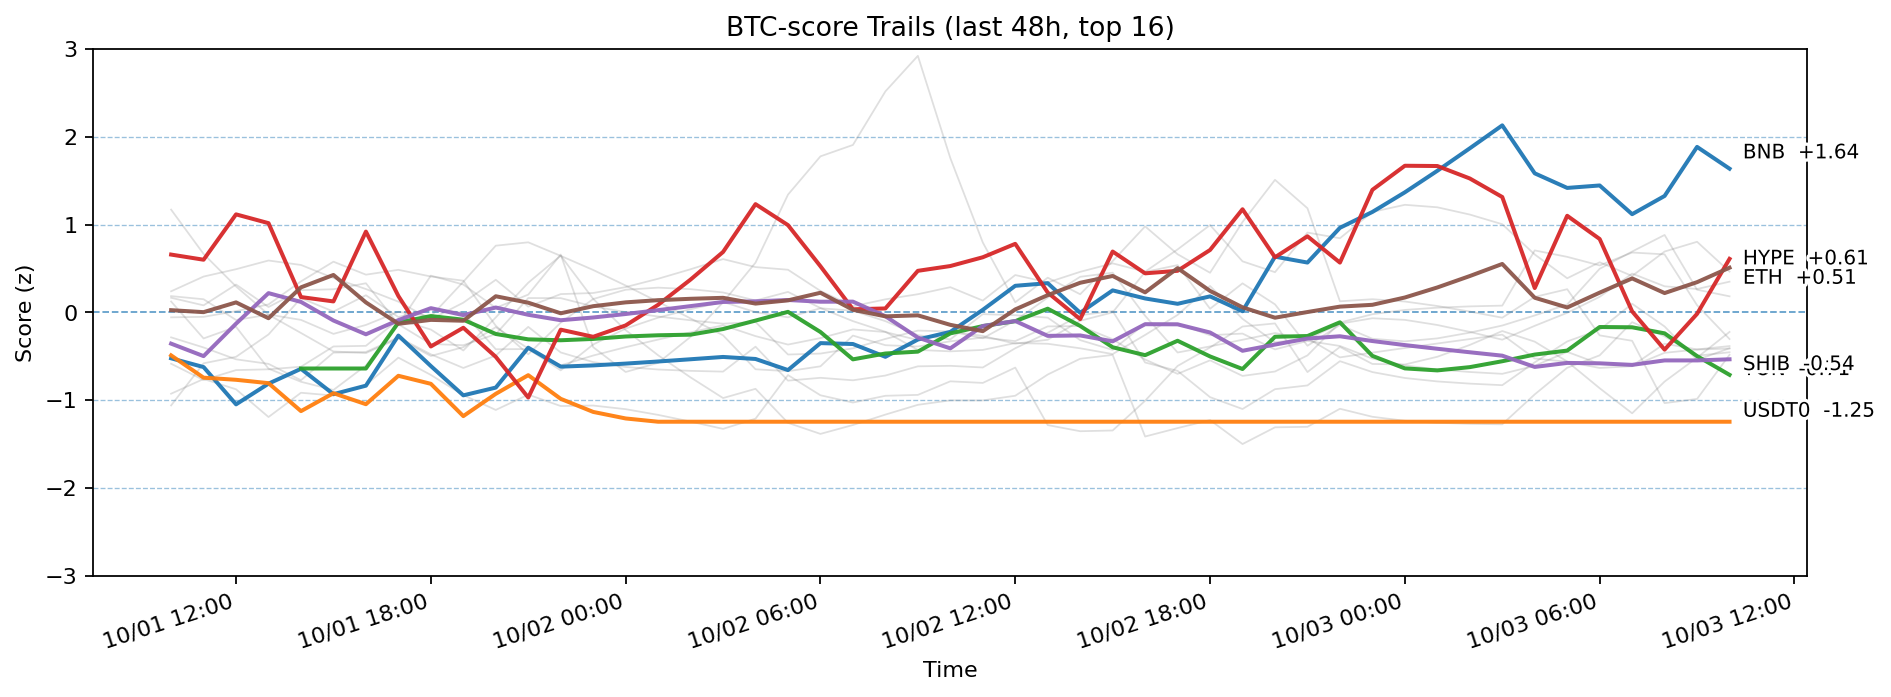 BTC-score Trails (last 48h, top 16)
Score (z)
3
2
1
0
−1
−2
−3
BNB +1.64
HYPE +0.61
ETH +0.51
SHIB -0.54
USDT0 -1.25
10/01 12:00
10/01 18:00
10/02 00:00
10/02 06:00
10/02 12:00
10/02 18:00
10/03 00:00
10/03 06:00
10/03 12:00
Time